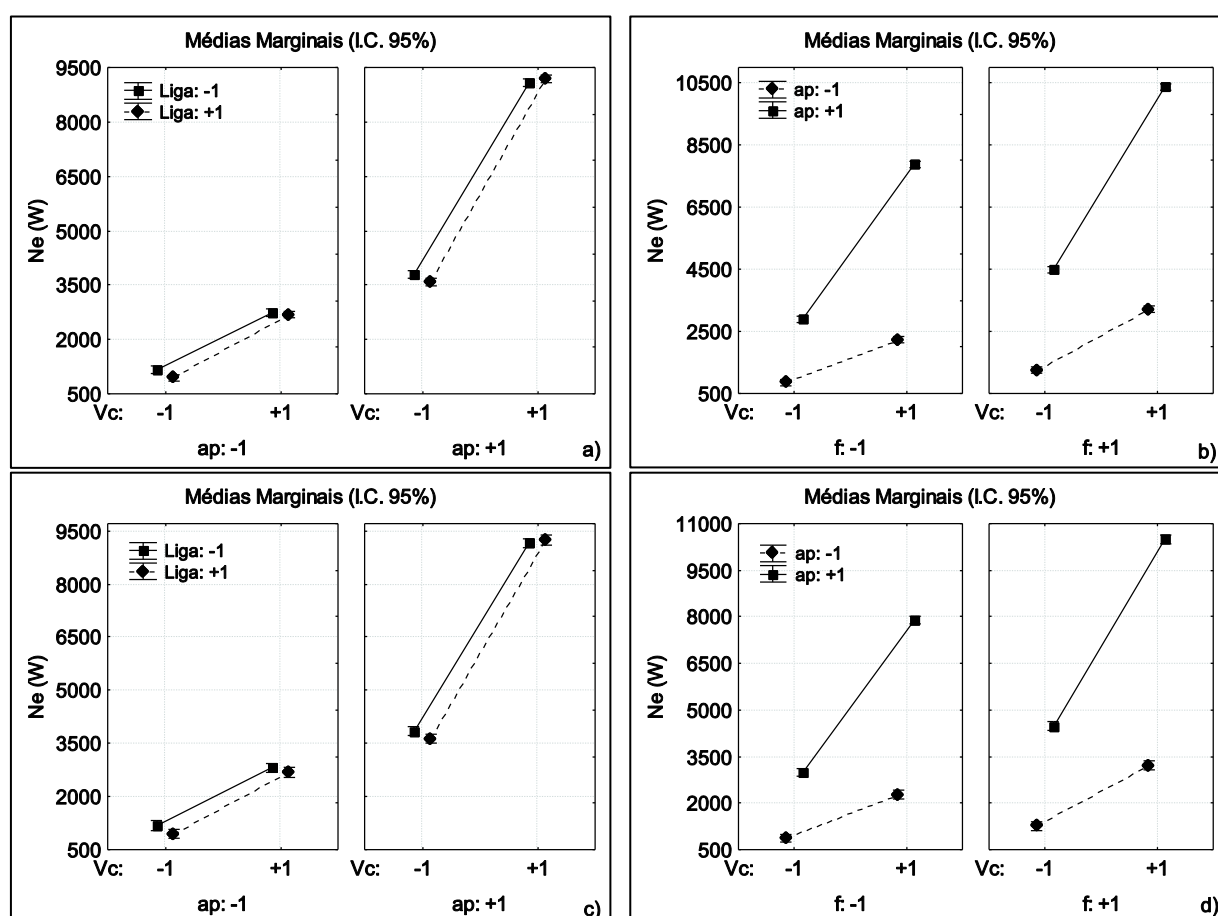 Médias Marginais (I.C. 95%)
Ne (W)
9500
8000
6500
5000
3500
2000
500
Liga: -1
Liga: +1
Vc: -1 +1 -1 +1
ap: -1 ap: +1 a)
Médias Marginais (I.C. 95%)
Ne (W)
10500
8500
6500
4500
2500
500
ap: -1
ap: +1
Vc: -1 +1 -1 +1
f: -1 f: +1 b)
Médias Marginais (I.C. 95%)
Ne (W)
9500
8000
6500
5000
3500
2000
500
Liga: -1
Liga: +1
Vc: -1 +1 -1 +1
ap: -1 ap: +1 c)
Médias Marginais (I.C. 95%)
Ne (W)
11000
9500
8000
6500
5000
3500
2000
500
ap: -1
ap: +1
Vc: -1 +1 -1 +1
f: -1 f: +1 d)